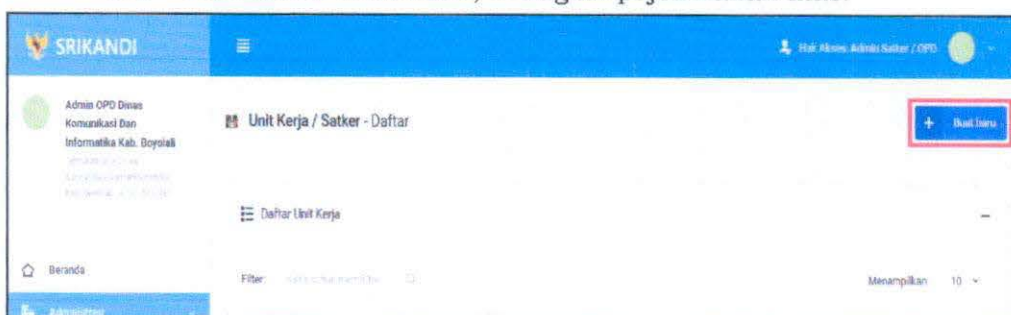 SRIKANDI
Hak Akses: Admin Satker / OPD
Admin OPD Dinas
Komunikasi Dan
Informatika Kab. Boyolali
Unit Kerja / Satker - Daftar
+ Buat baru
Daftar Unit Kerja
Beranda
Filter:
Menampilkan 10
Administrasi